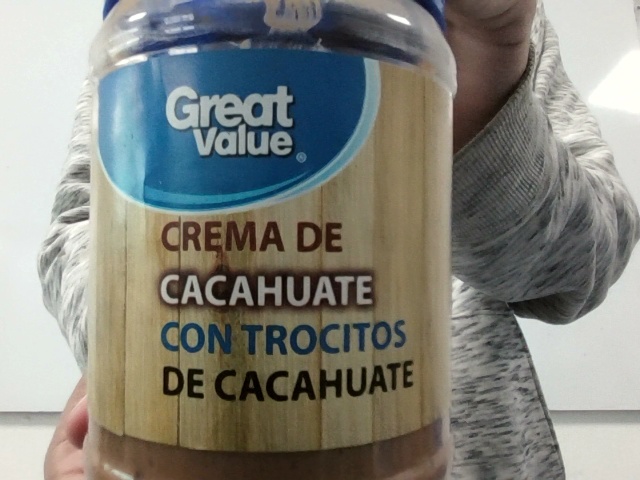 Great
Value®
CREMA DE
CACAHUATE
CON TROCITOS
DE CACAHUATE